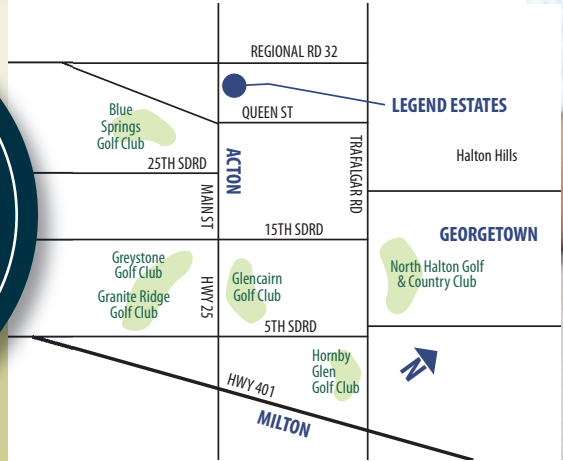 REGIONAL RD 32
LEGEND ESTATES
Blue
Springs
Golf Club
QUEEN ST
ACTON
TRAFALGAR RD
Halton Hills
25TH SDRD
MAIN ST
15TH SDRD
GEORGETOWN
Greystone
Golf Club
Granite Ridge
Golf Club
HWY 25
Glencairn
Golf Club
North Halton Golf
& Country Club
5TH SDRD
Hornby
Glen
Golf Club
N
HWY 401
MILTON